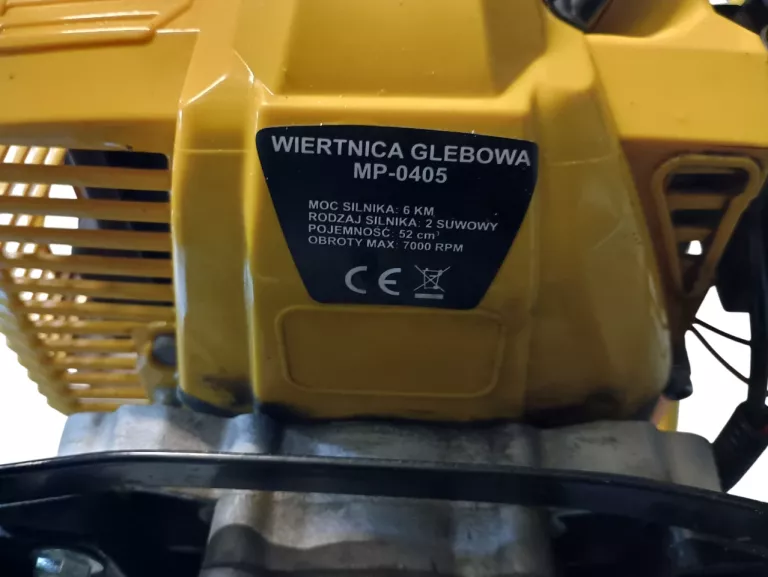 WIERTNICA GLEBOWA
MP-0405
MOC SILNIKA: 6 KM
RODZAJ SILNIKA: 2 SUWOWY
POJEMNOŚĆ: 52 cm³
OBROTY MAX: 7000 RPM
CE